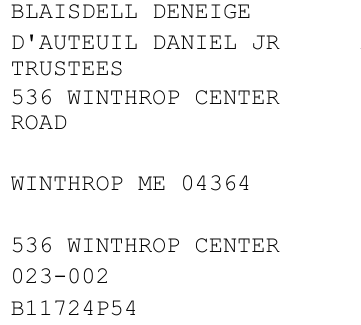 BLAISDELL DENEIGE
D'AUTEUIL DANIEL JR
TRUSTEES
536 WINTHROP CENTER
ROAD
WINTHROP ME 04364
536 WINTHROP CENTER
023-002
B11724P54